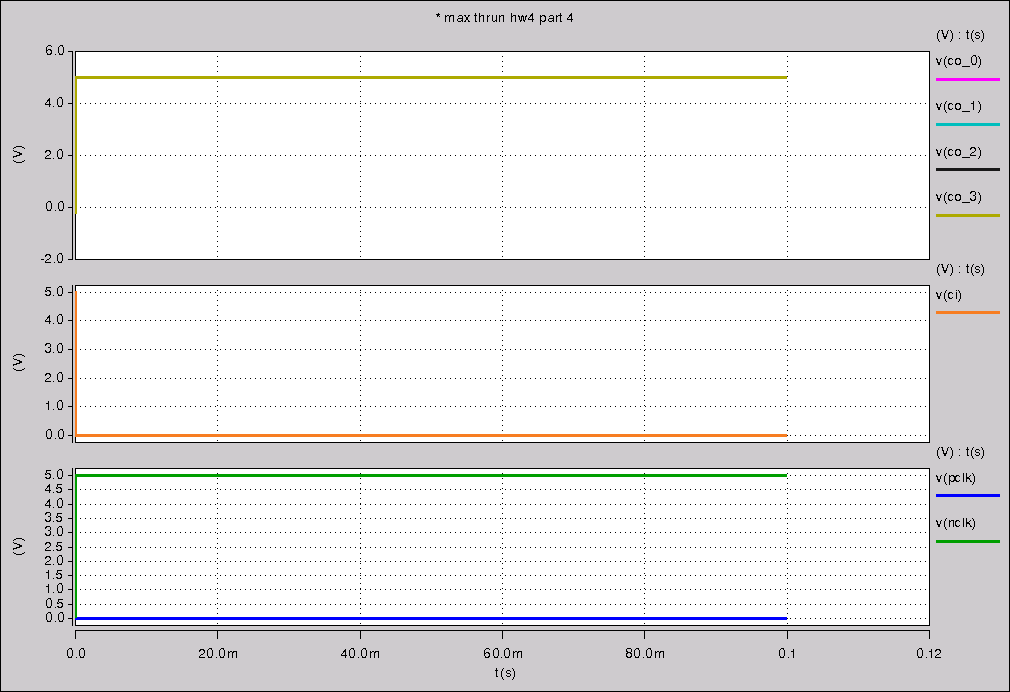 * max thrun hw4 part 4
(V) : t(s)
6.0
v(co_0)
4.0
v(co_1)
(V)
2.0
v(co_2)
0.0
v(co_3)
-2.0
(V) : t(s)
5.0
v(ci)
4.0
3.0
(V)
2.0
1.0
0.0
(V) : t(s)
5.0
v(pclk)
4.5
4.0
3.5
v(nclk)
3.0
(V)
2.5
2.0
1.5
1.0
0.5
0.0
0.0 20.0m 40.0m 60.0m 80.0m 0.1 0.12
t(s)